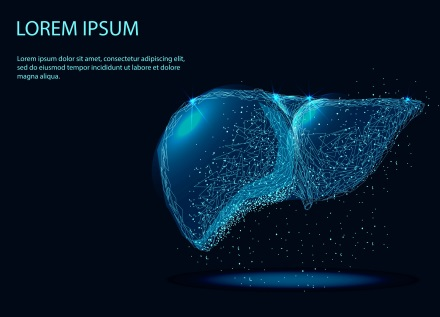 LOREM IPSUM
Lorem ipsum dolor sit amet, consectetur adipiscing elit,
sed do eiusmod tempor incididunt ut labore et dolore
magna aliqua.